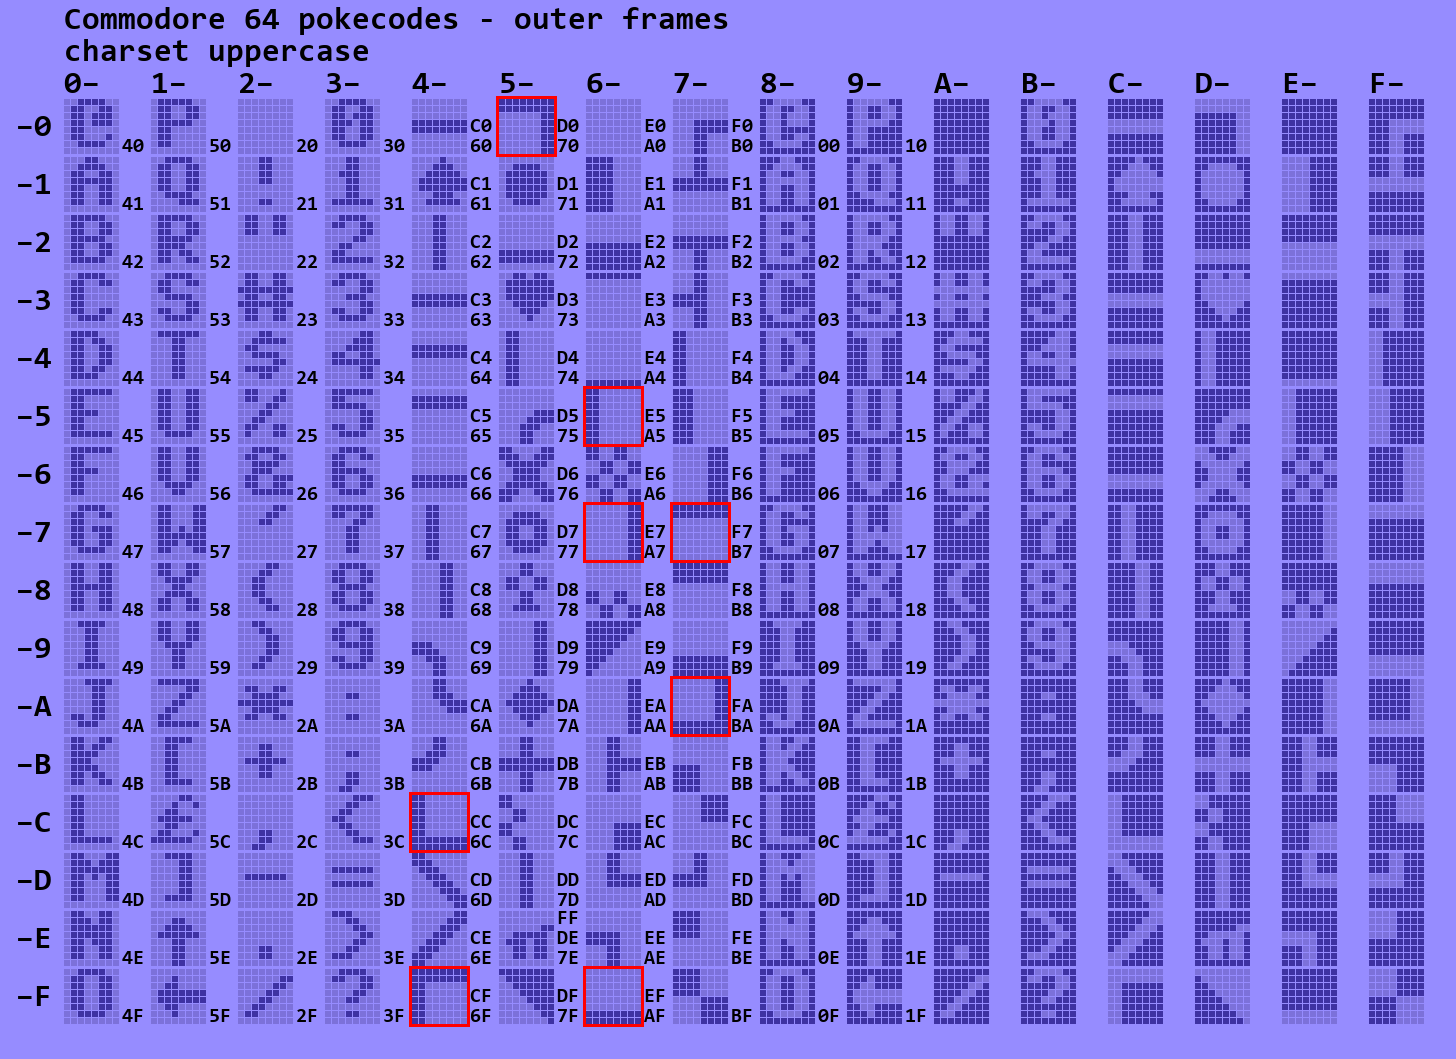 Commodore 64 pokecodes - outer frames
charset uppercase
0- 1- 2- 3- 4- 5- 6- 7- 8- 9- A- B- C- D- E- F-
-0 C0 D0 E0 F0
40 50 20 30 60 70 A0 B0 00 10
-1 C1 D1 E1 F1
41 51 21 31 61 71 A1 B1 01 11
-2 C2 D2 E2 F2
42 52 22 32 62 72 A2 B2 02 12
-3 C3 D3 E3 F3
43 53 23 33 63 73 A3 B3 03 13
-4 C4 D4 E4 F4
44 54 24 34 64 74 A4 B4 04 14
-5 C5 D5 E5 F5
45 55 25 35 65 75 A5 B5 05 15
-6 C6 D6 E6 F6
46 56 26 36 66 76 A6 B6 06 16
-7 C7 D7 E7 F7
47 57 27 37 67 77 A7 B7 07 17
-8 C8 D8 E8 F8
48 58 28 38 68 78 A8 B8 08 18
-9 C9 D9 E9 F9
49 59 29 39 69 79 A9 B9 09 19
-A CA DA EA FA
4A 5A 2A 3A 6A 7A AA BA 0A 1A
-B CB DB EB FB
4B 5B 2B 3B 6B 7B AB BB 0B 1B
-C CC DC EC FC
4C 5C 2C 3C 6C 7C AC BC 0C 1C
-D CD DD ED FD
4D 5D 2D 3D 6D 7D AD BD 0D 1D
FF
-E CE DE EE FE
4E 5E 2E 3E 6E 7E AE BE 0E 1E
-F CF DF EF
4F 5F 2F 3F 6F 7F AF BF 0F 1F